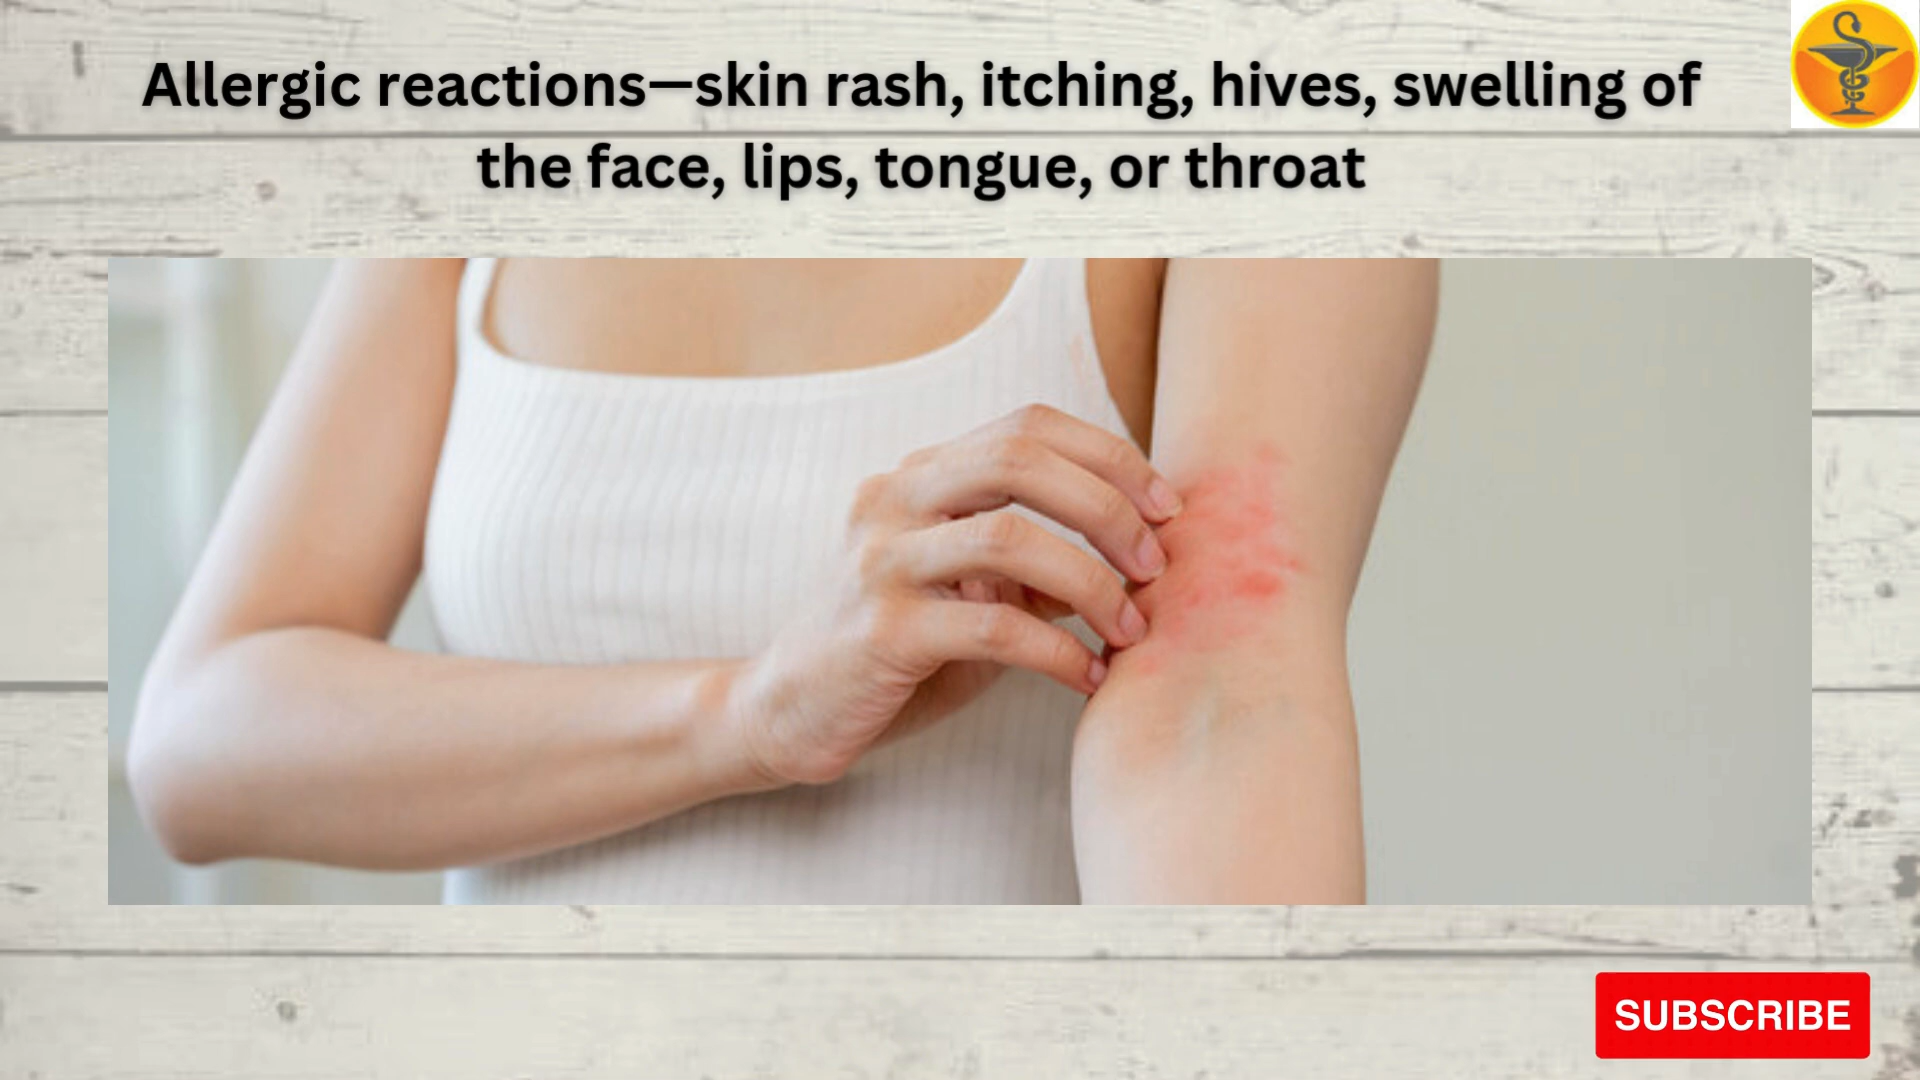 Allergic reactions—skin rash, itching, hives, swelling of
the face, lips, tongue, or throat
SUBSCRIBE